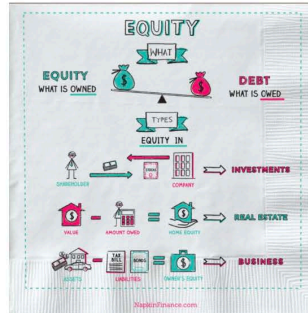 EQUITY
WHAT
EQUITY
WHAT IS OWNED
DEBT
WHAT IS OWED
TYPES
EQUITY IN
SHAREHOLDER
COMPANY
INVESTMENTS
VALUE
AMOUNT OWED
HOME EQUITY
REAL ESTATE
TAX BILL
BONDS
ASSETS
LIABILITIES
OWNER'S EQUITY
BUSINESS
NapkinFinance.com